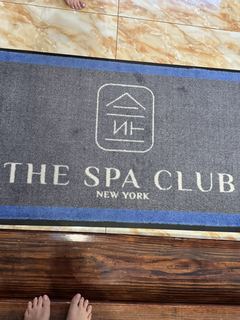 THE SPA CLUB
NEW YORK